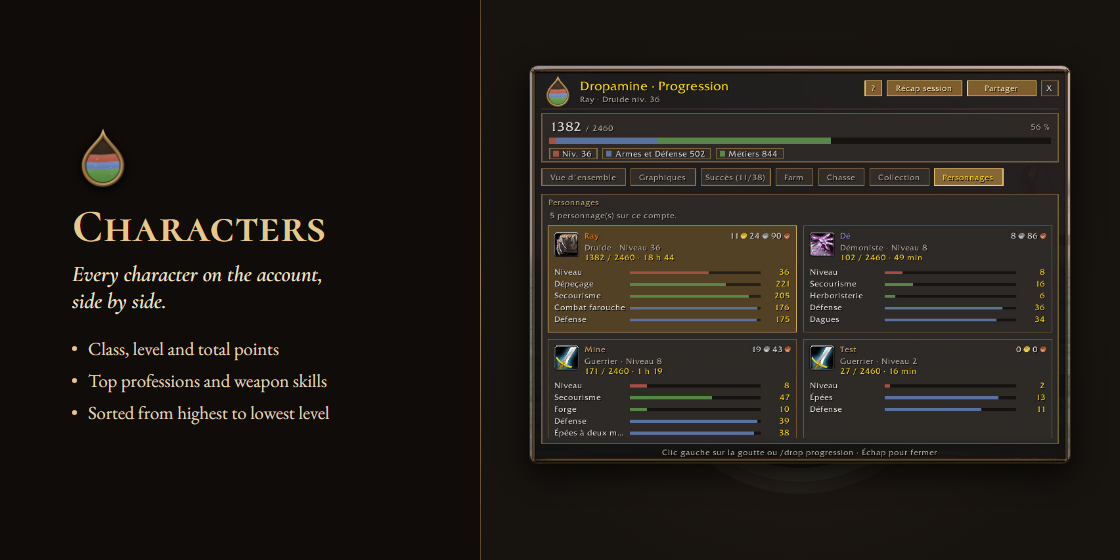 Characters
Every character on the account,
side by side.
• Class, level and total points
• Top professions and weapon skills
• Sorted from highest to lowest level
Dropamine · Progression
Ray · Druide niv. 36
? Récap session Partager X
1382 / 2460 56 %
Niv. 36 Armes et Défense 502 Métiers 844
Vue d'ensemble Graphiques Succès (11/38) Farm Chasse Collection Personnages
Personnages
5 personnage(s) sur ce compte.
Ray 11 24 90
Druide · Niveau 36
1382 / 2460 · 18 h 44
Niveau 36
Dépeçage 221
Secourisme 205
Combat farouche 176
Défense 175
Dé 8 86
Démoniste · Niveau 8
102 / 2460 · 49 min
Niveau 8
Secourisme 16
Herboristerie 6
Défense 36
Dagues 34
Mine 19 43
Guerrier · Niveau 8
171 / 2460 · 1 h 19
Niveau 8
Secourisme 47
Forge 10
Défense 39
Épées à deux m... 38
Test 0 0
Guerrier · Niveau 2
27 / 2460 · 16 min
Niveau 2
Épées 13
Défense 11
Clic gauche sur la goutte ou /drop progression · Échap pour fermer